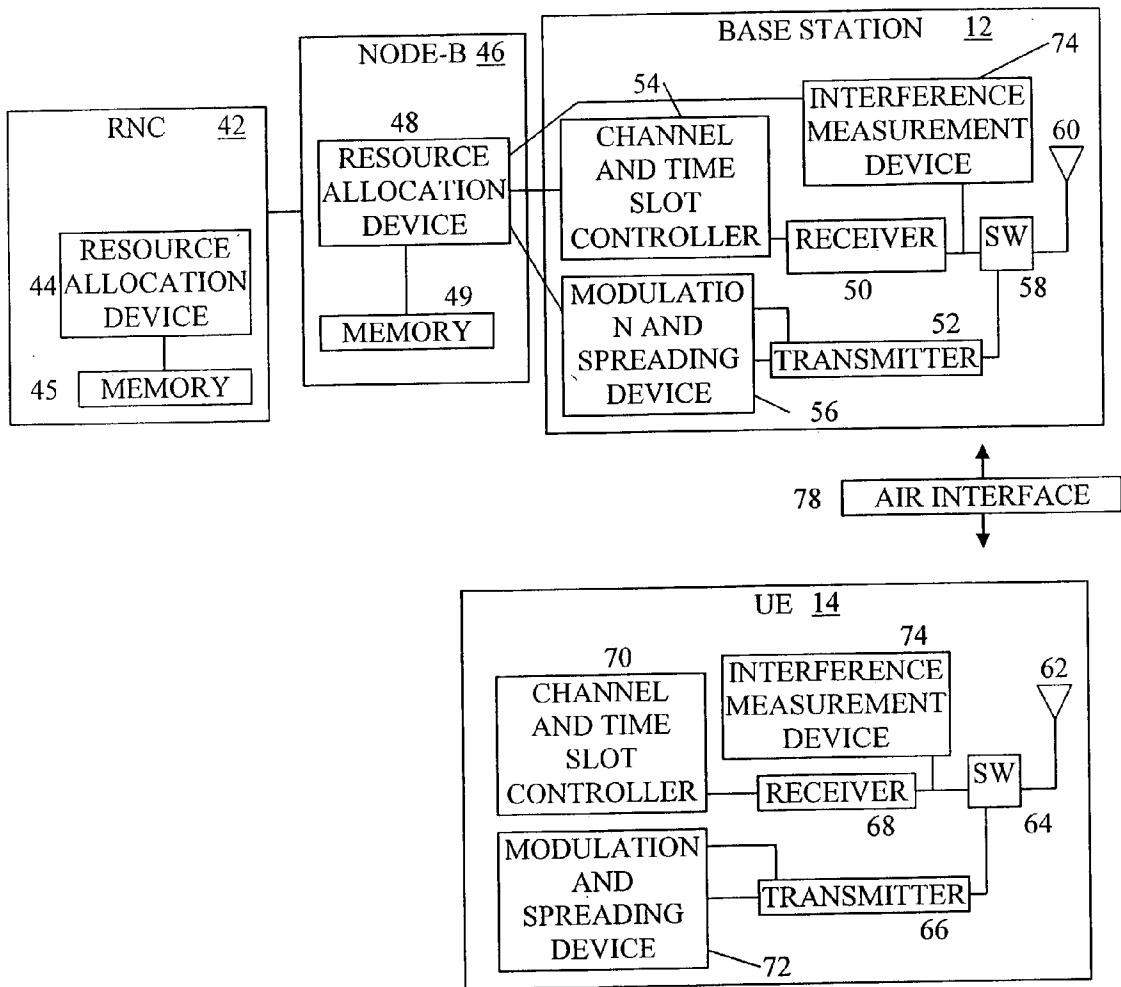 RNC 42
RESOURCE
44 ALLOCATION
DEVICE
45 MEMORY
NODE-B 46
48
RESOURCE
ALLOCATION
DEVICE
49
MEMORY
BASE STATION 12
74
INTERFERENCE
MEASUREMENT
DEVICE
54
CHANNEL
AND TIME
SLOT
CONTROLLER
60
RECEIVER
50
SW
58
MODULATIO
N AND
SPREADING
DEVICE
56
52
TRANSMITTER
78 AIR INTERFACE
UE 14
70
CHANNEL
AND TIME
SLOT
CONTROLLER
74
INTERFERENCE
MEASUREMENT
DEVICE
62
RECEIVER
68
SW
64
MODULATION
AND
SPREADING
DEVICE
72
TRANSMITTER
66